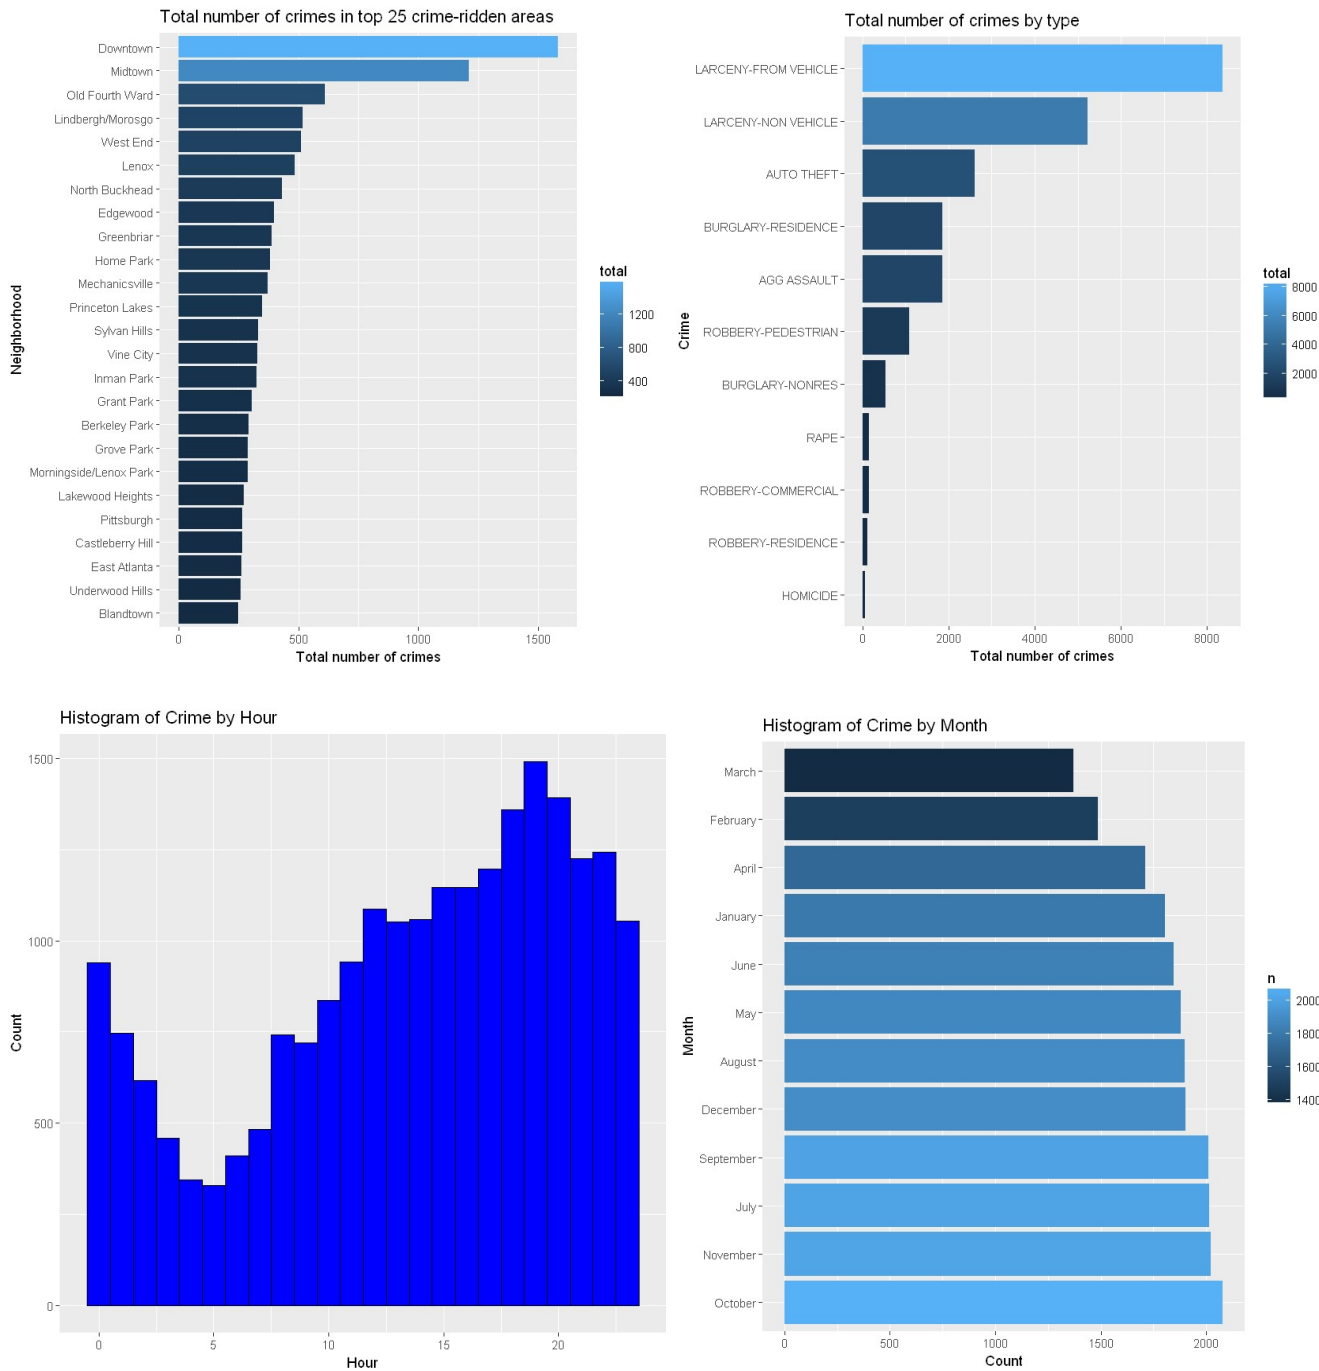 Total number of crimes in top 25 crime-ridden areas
Neighborhood
Downtown
Midtown
Old Fourth Ward
Lindbergh/Morosgo
West End
Lenox
North Buckhead
Edgewood
Greenbriar
Home Park
Mechanicsville
Princeton Lakes
Sylvan Hills
Vine City
Inman Park
Grant Park
Berkeley Park
Grove Park
Morningside/Lenox Park
Lakewood Heights
Pittsburgh
Castleberry Hill
East Atlanta
Underwood Hills
Blandtown
0 500 1000 1500
Total number of crimes
total
1200
800
400
Total number of crimes by type
Crime
LARCENY-FROM VEHICLE
LARCENY-NON VEHICLE
AUTO THEFT
BURGLARY-RESIDENCE
AGG ASSAULT
ROBBERY-PEDESTRIAN
BURGLARY-NONRES
RAPE
ROBBERY-COMMERCIAL
ROBBERY-RESIDENCE
HOMICIDE
0 2000 4000 6000 8000
Total number of crimes
total
8000
6000
4000
2000
Histogram of Crime by Hour
Count
1500
1000
500
0
0 5 10 15 20
Hour
Histogram of Crime by Month
Month
March
February
April
January
June
May
August
December
September
July
November
October
0 500 1000 1500 2000
Count
n
2000
1800
1600
1400